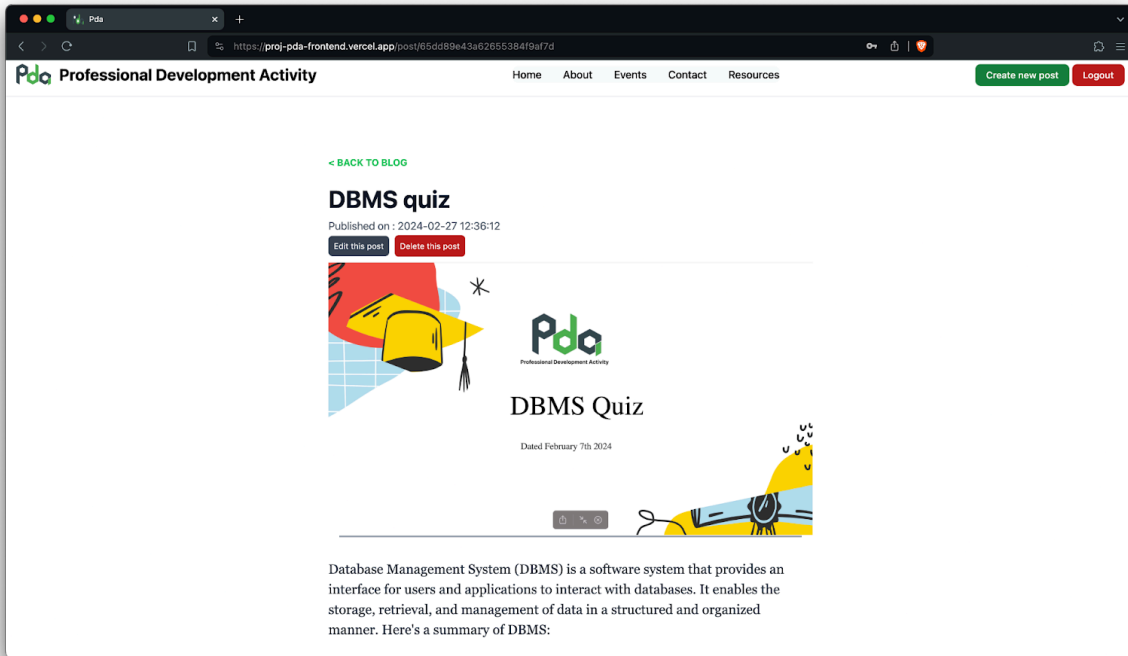 Pda
https://proj-pda-frontend.vercel.app/post/65dd89e43a62655384f9af7d
Pda Professional Development Activity
Home About Events Contact Resources
Create new post Logout
< BACK TO BLOG
DBMS quiz
Published on : 2024-02-27 12:36:12
Edit this post Delete this post
Pda
Professional Development Activity
DBMS Quiz
Dated February 7th 2024
Database Management System (DBMS) is a software system that provides an
interface for users and applications to interact with databases. It enables the
storage, retrieval, and management of data in a structured and organized
manner. Here's a summary of DBMS: